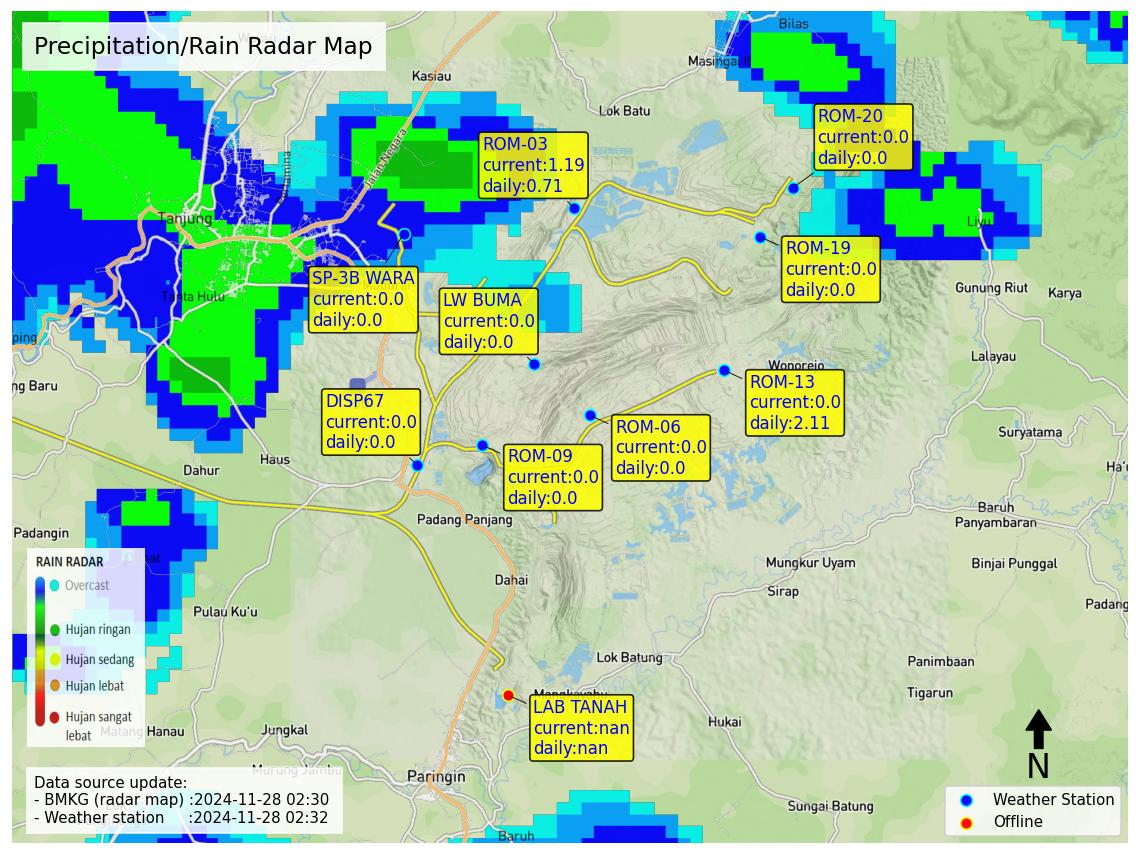 Precipitation/Rain Radar Map
Bilas
Kasiau
Lok Batu
Jalan Negara
ROM-20
current:0.0
daily:0.0
ROM-03
current:1.19
daily:0.71
Tanjung
Liyu
ROM-19
current:0.0
daily:0.0
SP-3B WARA
current:0.0
daily:0.0
LW BUMA
current:0.0
daily:0.0
Tanta Hulu
Gunung Riut
Karya
ping
Lalayau
Wonorejo
ng Baru
ROM-13
current:0.0
daily:2.11
DISP67
current:0.0
daily:0.0
ROM-06
current:0.0
daily:0.0
Suryatama
ROM-09
current:0.0
daily:0.0
Haus
Dahur
Ha'u
Baruh
Panyambaran
Padang Panjang
Padangin
RAIN RADAR
Overcast
Hujan ringan
Hujan sedang
Hujan lebat
Hujan sangat
lebat
Mungkur Uyam
Binjai Punggal
Dahai
Sirap
Padang
Pulau Ku'u
Lok Batung
Panimbaan
Tigarun
LAB TANAH
current:nan
daily:nan
Hukai
Matang Hanau
Jungkal
Murung Jambu
Paringin
N
Data source update:
- BMKG (radar map) :2024-11-28 02:30
- Weather station :2024-11-28 02:32
Weather Station
Offline
Sungai Batung
Baruh